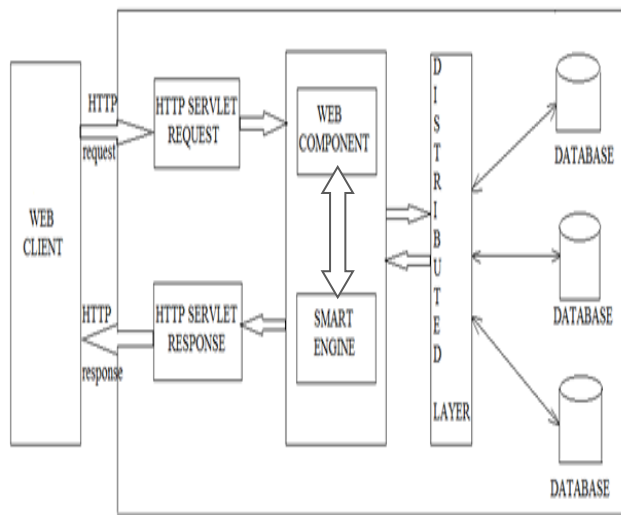 WEB
CLIENT
HTTP
request
HTTP SERVLET
REQUEST
WEB
COMPONENT
HTTP
response
HTTP SERVLET
RESPONSE
SMART
ENGINE
DISTRIBUTED
LAYER
DATABASE
DATABASE
DATABASE